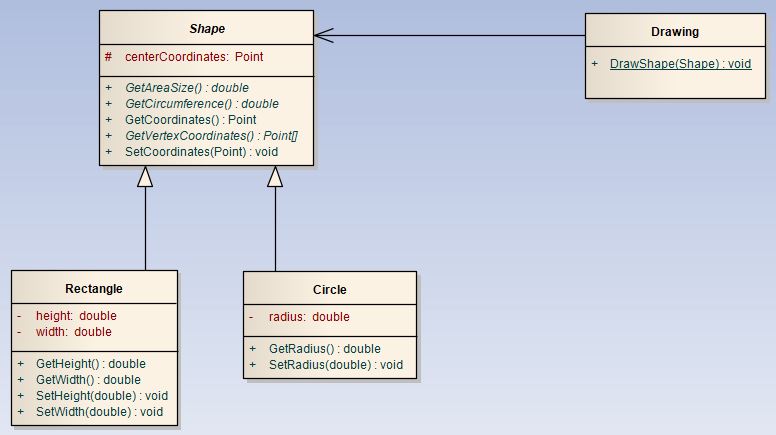 Shape
# centerCoordinates: Point
+ GetAreaSize() : double
+ GetCircumference() : double
+ GetCoordinates() : Point
+ GetVertexCoordinates() : Point[]
+ SetCoordinates(Point) : void
Drawing
+ DrawShape(Shape) : void
Rectangle
- height: double
- width: double
+ GetHeight() : double
+ GetWidth() : double
+ SetHeight(double) : void
+ SetWidth(double) : void
Circle
- radius: double
+ GetRadius() : double
+ SetRadius(double) : void